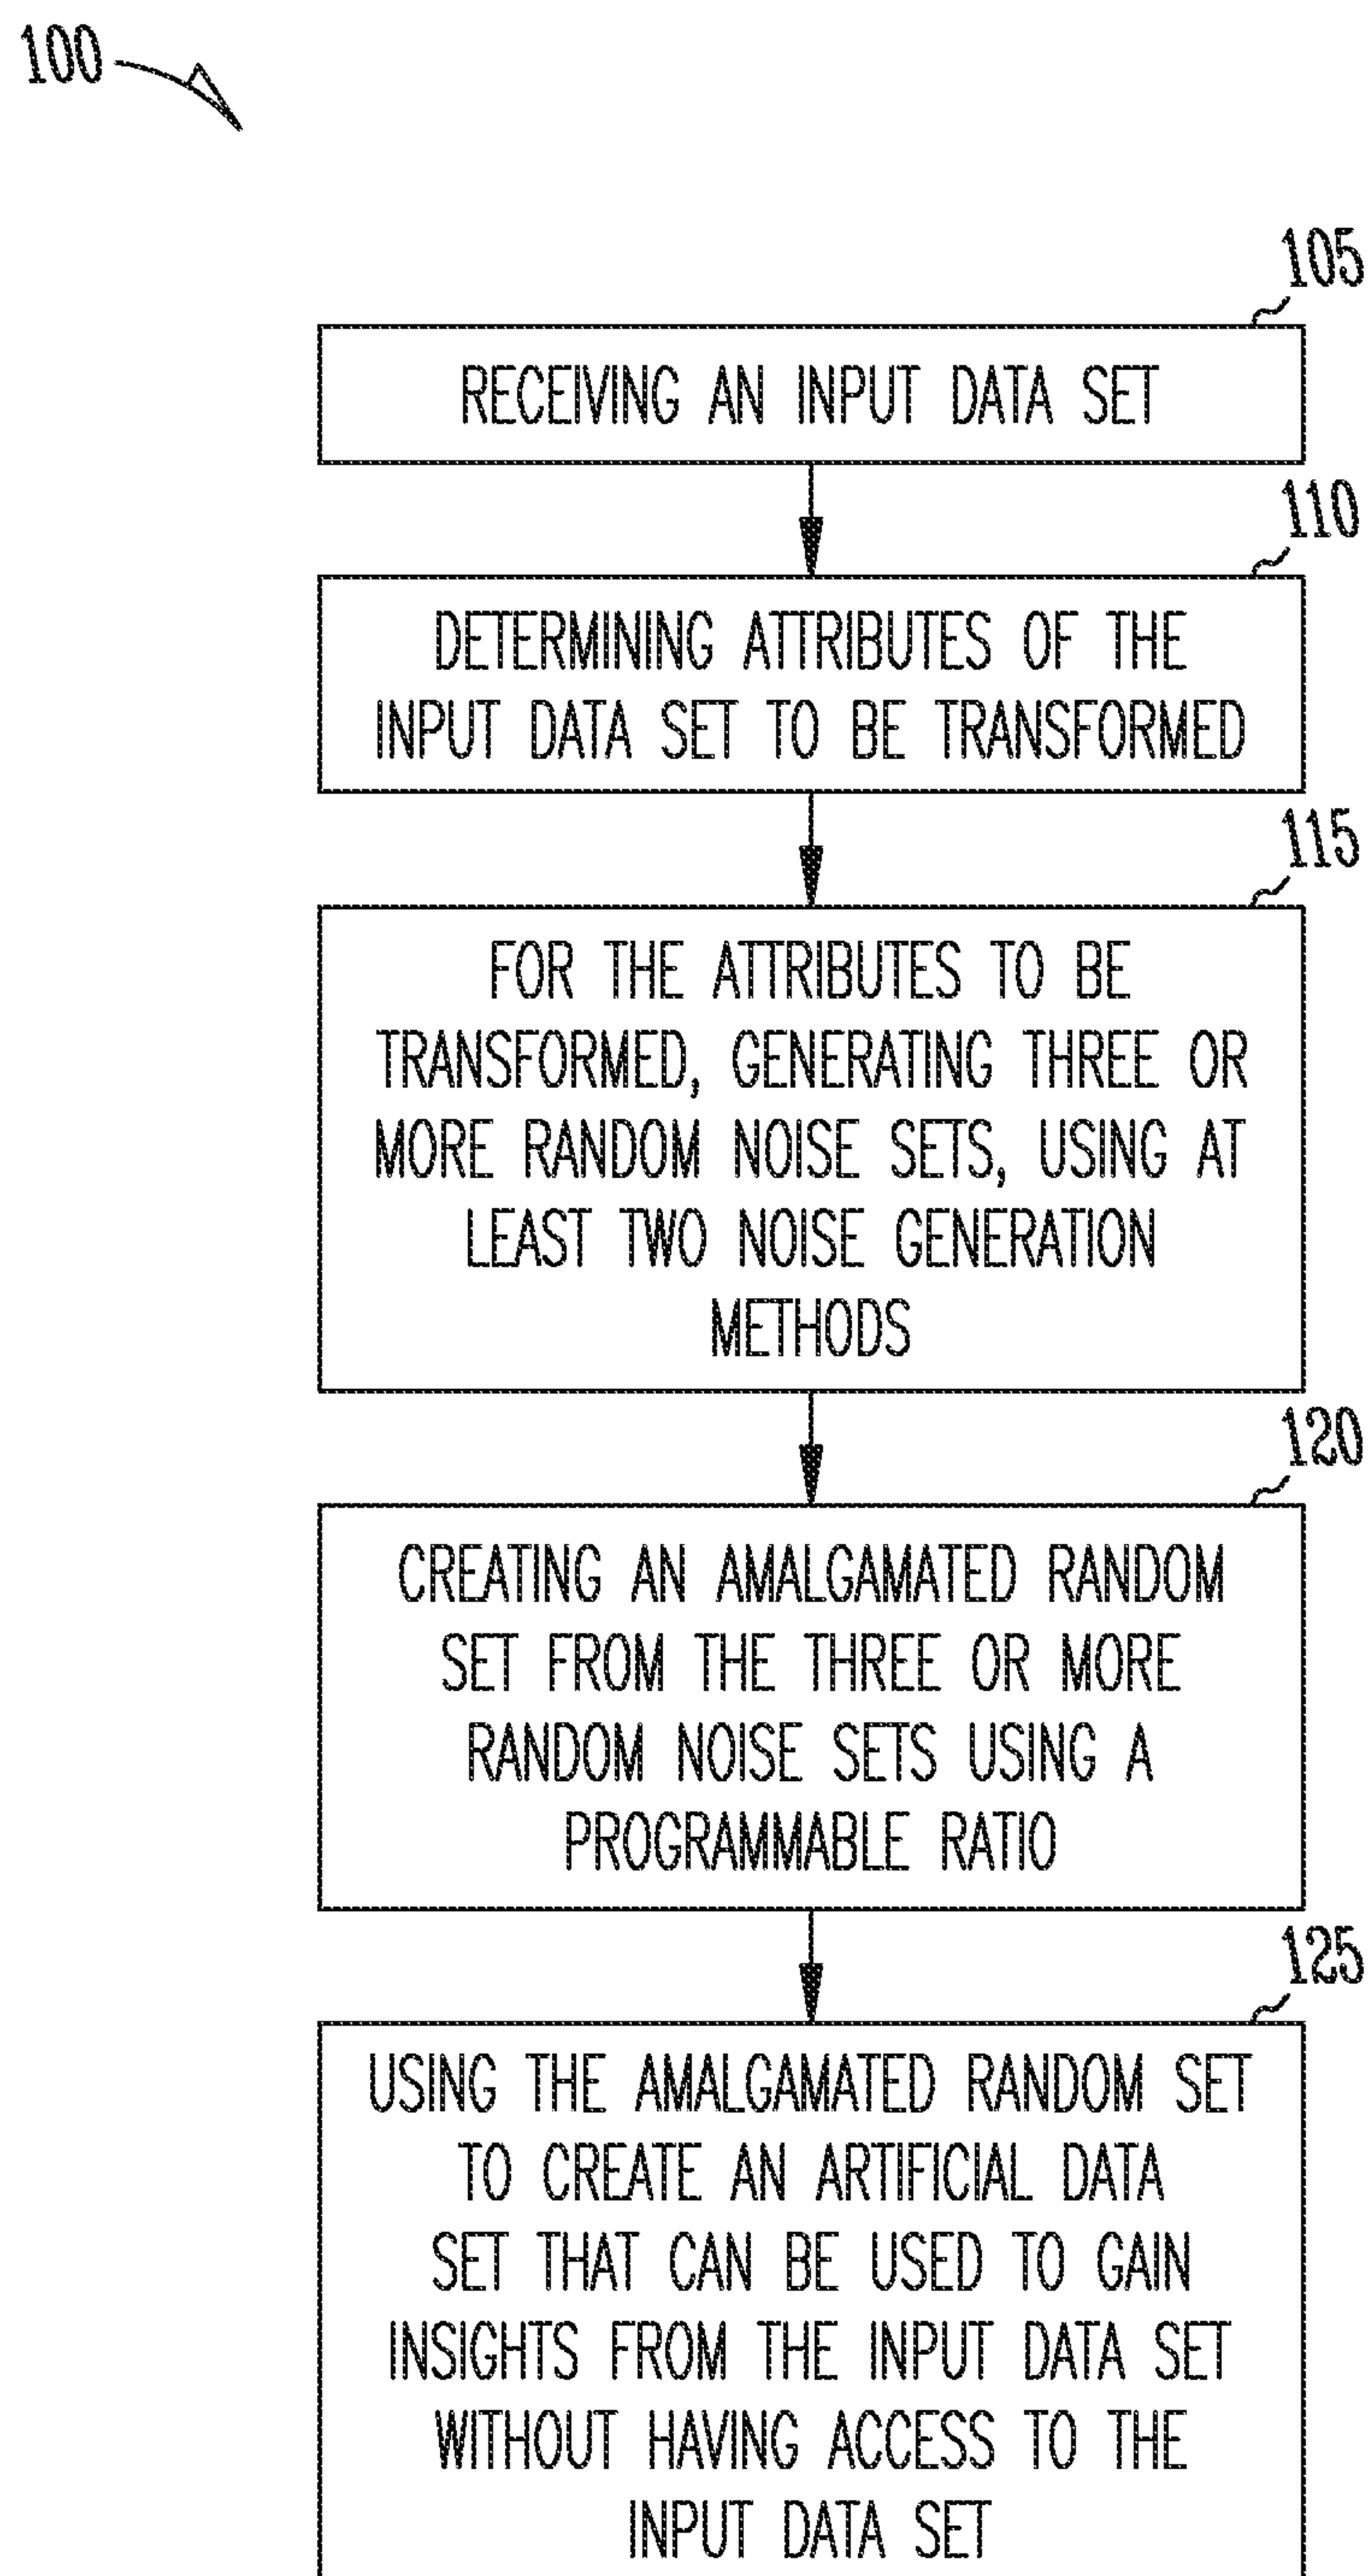 100
105
RECEIVING AN INPUT DATA SET
110
DETERMINING ATTRIBUTES OF THE
INPUT DATA SET TO BE TRANSFORMED
115
FOR THE ATTRIBUTES TO BE
TRANSFORMED, GENERATING THREE OR
MORE RANDOM NOISE SETS, USING AT
LEAST TWO NOISE GENERATION
METHODS
120
CREATING AN AMALGAMATED RANDOM
SET FROM THE THREE OR MORE
RANDOM NOISE SETS USING A
PROGRAMMABLE RATIO
125
USING THE AMALGAMATED RANDOM SET
TO CREATE AN ARTIFICIAL DATA
SET THAT CAN BE USED TO GAIN
INSIGHTS FROM THE INPUT DATA SET
WITHOUT HAVING ACCESS TO THE
INPUT DATA SET